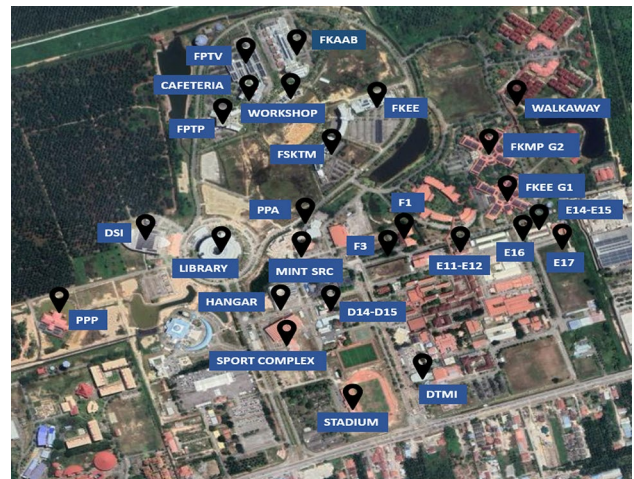 FKAAB
FPTV
CAFETERIA
WORKSHOP
FKEE
WALKAWAY
FPTP
FSKTM
FKMP G2
FKEE G1
PPA
F1
E14-E15
DSI
F3
LIBRARY
MINT SRC
E11-E12
E16
E17
HANGAR
D14-D15
PPP
SPORT COMPLEX
DTMI
STADIUM